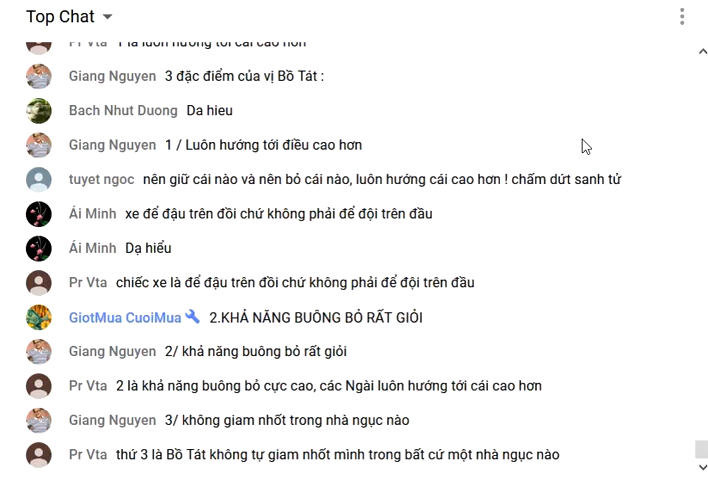 Top Chat
Pr Vta 1 là luôn hướng tới cái cao hơn
Giang Nguyen 3 đặc điểm của vị Bồ Tát :
Bach Nhut Duong Da hieu
Giang Nguyen 1 / Luôn hướng tới điều cao hơn
tuyet ngoc nên giữ cái nào và nên bỏ cái nào, luôn hướng cái cao hơn ! chấm dứt sanh tử
Ái Minh xe để đậu trên đồi chứ không phải để đội trên đầu
Ái Minh Dạ hiểu
Pr Vta chiếc xe là để đậu trên đồi chứ không phải để đội trên đầu
GiotMua CuoiMua 2.KHẢ NĂNG BUÔNG BỎ RẤT GIỎI
Giang Nguyen 2/ khả năng buông bỏ rất giỏi
Pr Vta 2 là khả năng buông bỏ cực cao, các Ngài luôn hướng tới cái cao hơn
Giang Nguyen 3/ không giam nhốt trong nhà ngục nào
Pr Vta thứ 3 là Bồ Tát không tự giam nhốt mình trong bất cứ một nhà ngục nào